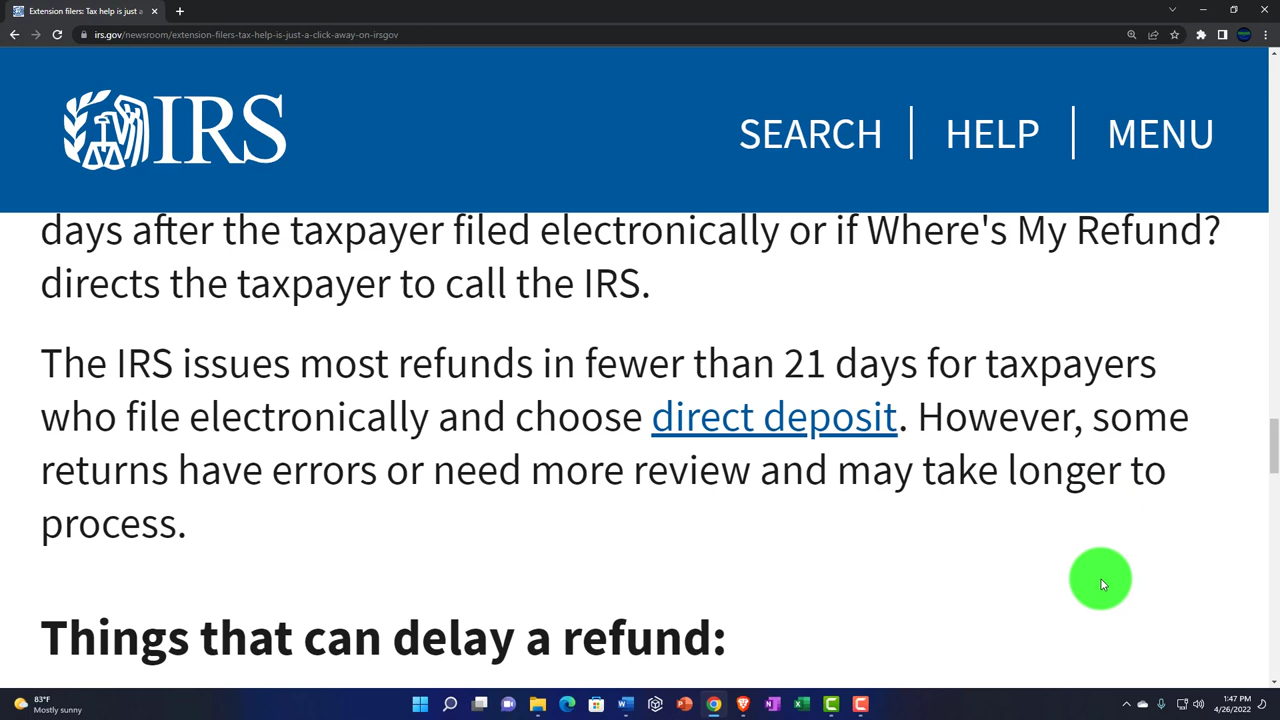 Extension filers: Tax help is just a
irs.gov/newsroom/extension-filers-tax-help-is-just-a-click-away-on-irsgov
IRS
SEARCH
HELP
MENU
days after the taxpayer filed electronically or if Where's My Refund?
directs the taxpayer to call the IRS.
The IRS issues most refunds in fewer than 21 days for taxpayers
who file electronically and choose direct deposit. However, some
returns have errors or need more review and may take longer to
process.
Things that can delay a refund:
83°F
Mostly sunny
1:47 PM
4/26/2022